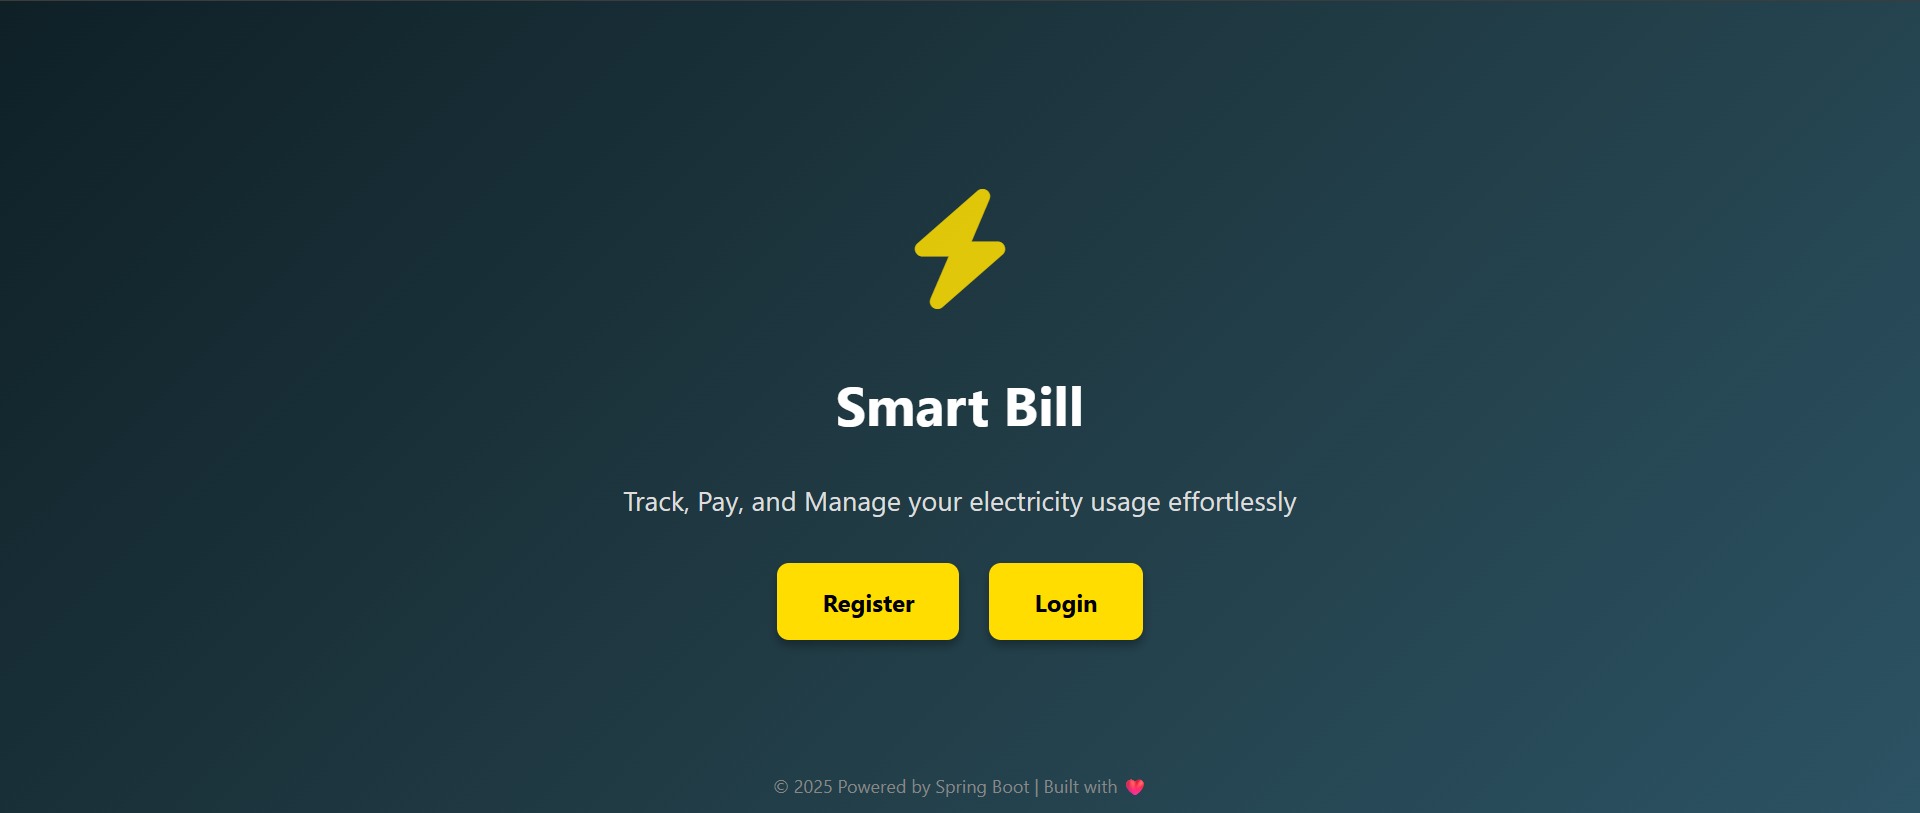 Smart Bill
Track, Pay, and Manage your electricity usage effortlessly
Register Login
© 2025 Powered by Spring Boot | Built with 💖